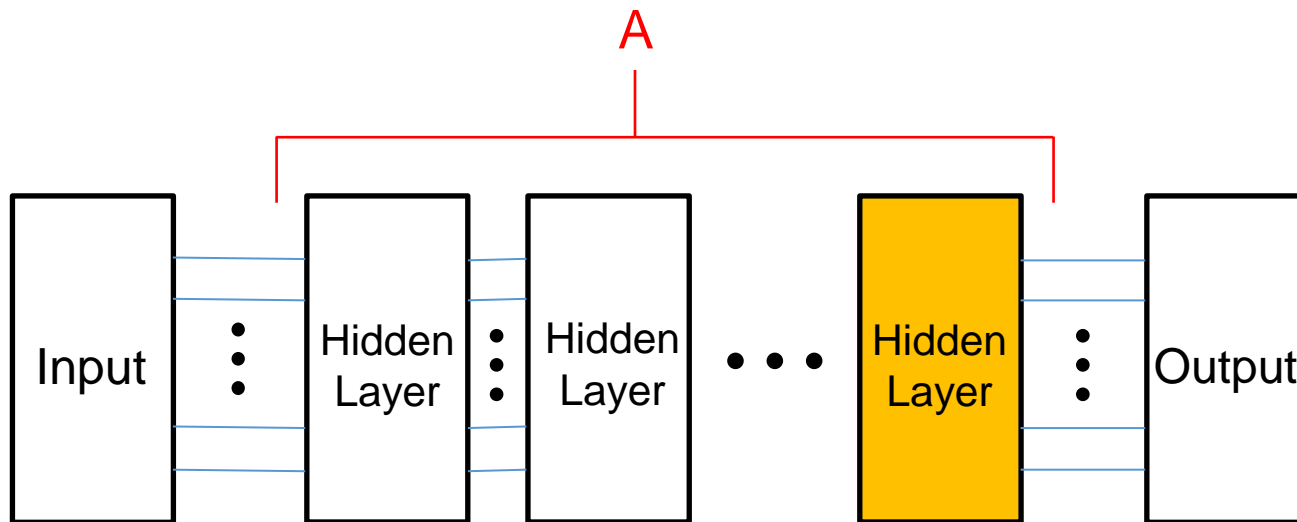 A
Input
Hidden
Layer
Hidden
Layer
Hidden
Layer
Output